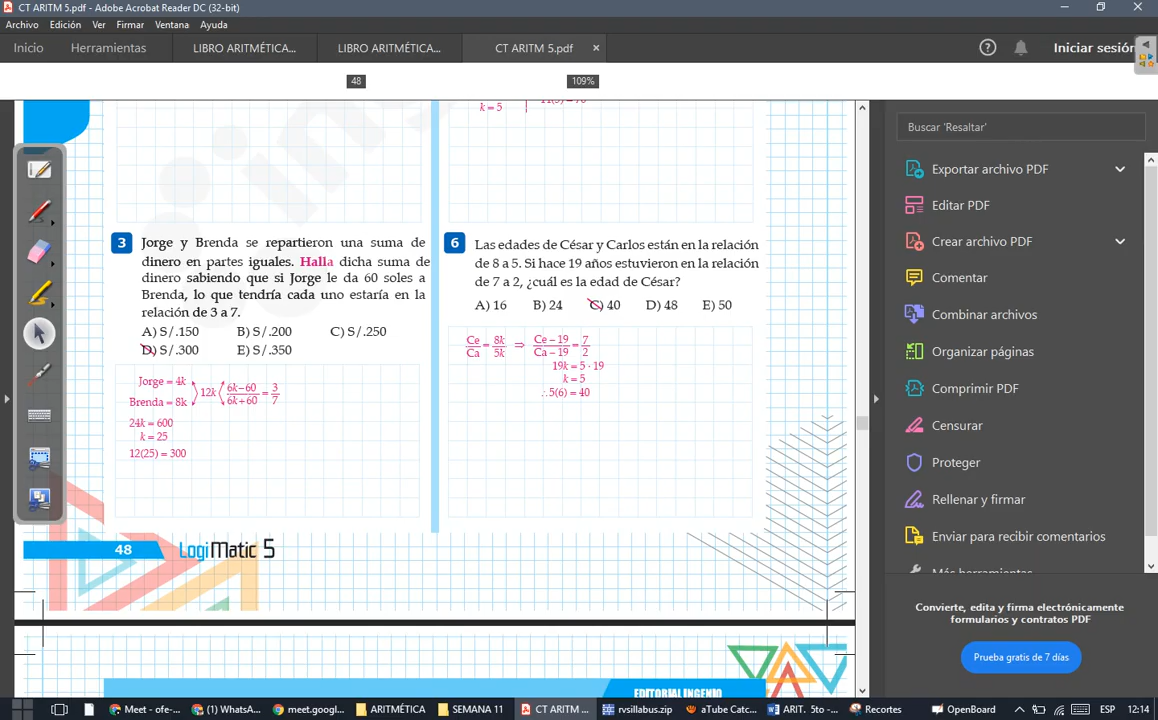 CT ARITM 5.pdf - Adobe Acrobat Reader DC (32-bit)
Archivo Edición Ver Firmar Ventana Ayuda
Inicio Herramientas LIBRO ARITMÉTICA... LIBRO ARITMÉTICA... CT ARITM 5.pdf × Iniciar sesión
48 109%
k = 5
3 Jorge y Brenda se repartieron una suma de
dinero en partes iguales. Halla dicha suma de
dinero sabiendo que si Jorge le da 60 soles a
Brenda, lo que tendría cada uno estaría en la
relación de 3 a 7.
A) S/.150 B) S/.200 C) S/.250
D) S/.300 E) S/.350
Jorge = 4k
Brenda = 8k
12k
6k–60 / 6k+60 = 3/7
24k = 600
k = 25
12(25) = 300
6 Las edades de César y Carlos están en la relación
de 8 a 5. Si hace 19 años estuvieron en la relación
de 7 a 2, ¿cuál es la edad de César?
A) 16 B) 24 C) 40 D) 48 E) 50
Ce/Ca = 8k/5k ⇒ Ce – 19 / Ca – 19 = 7/2
19k = 5 · 19
k = 5
∴5(6) = 40
48 LogiMatic 5
EDITORIAL INGENIO
Buscar 'Resaltar'
Exportar archivo PDF
Editar PDF
Crear archivo PDF
Comentar
Combinar archivos
Organizar páginas
Comprimir PDF
Censurar
Proteger
Rellenar y firmar
Enviar para recibir comentarios
Más herramientas
Convierte, edita y firma electrónicamente
formularios y contratos PDF
Prueba gratis de 7 días
Meet - ofe-... (1) WhatsA... meet.googl... ARITMÉTICA SEMANA 11 CT ARITM ... rvsillabus.zip aTube Catc... ARIT. 5to -... Recortes OpenBoard ESP 12:14